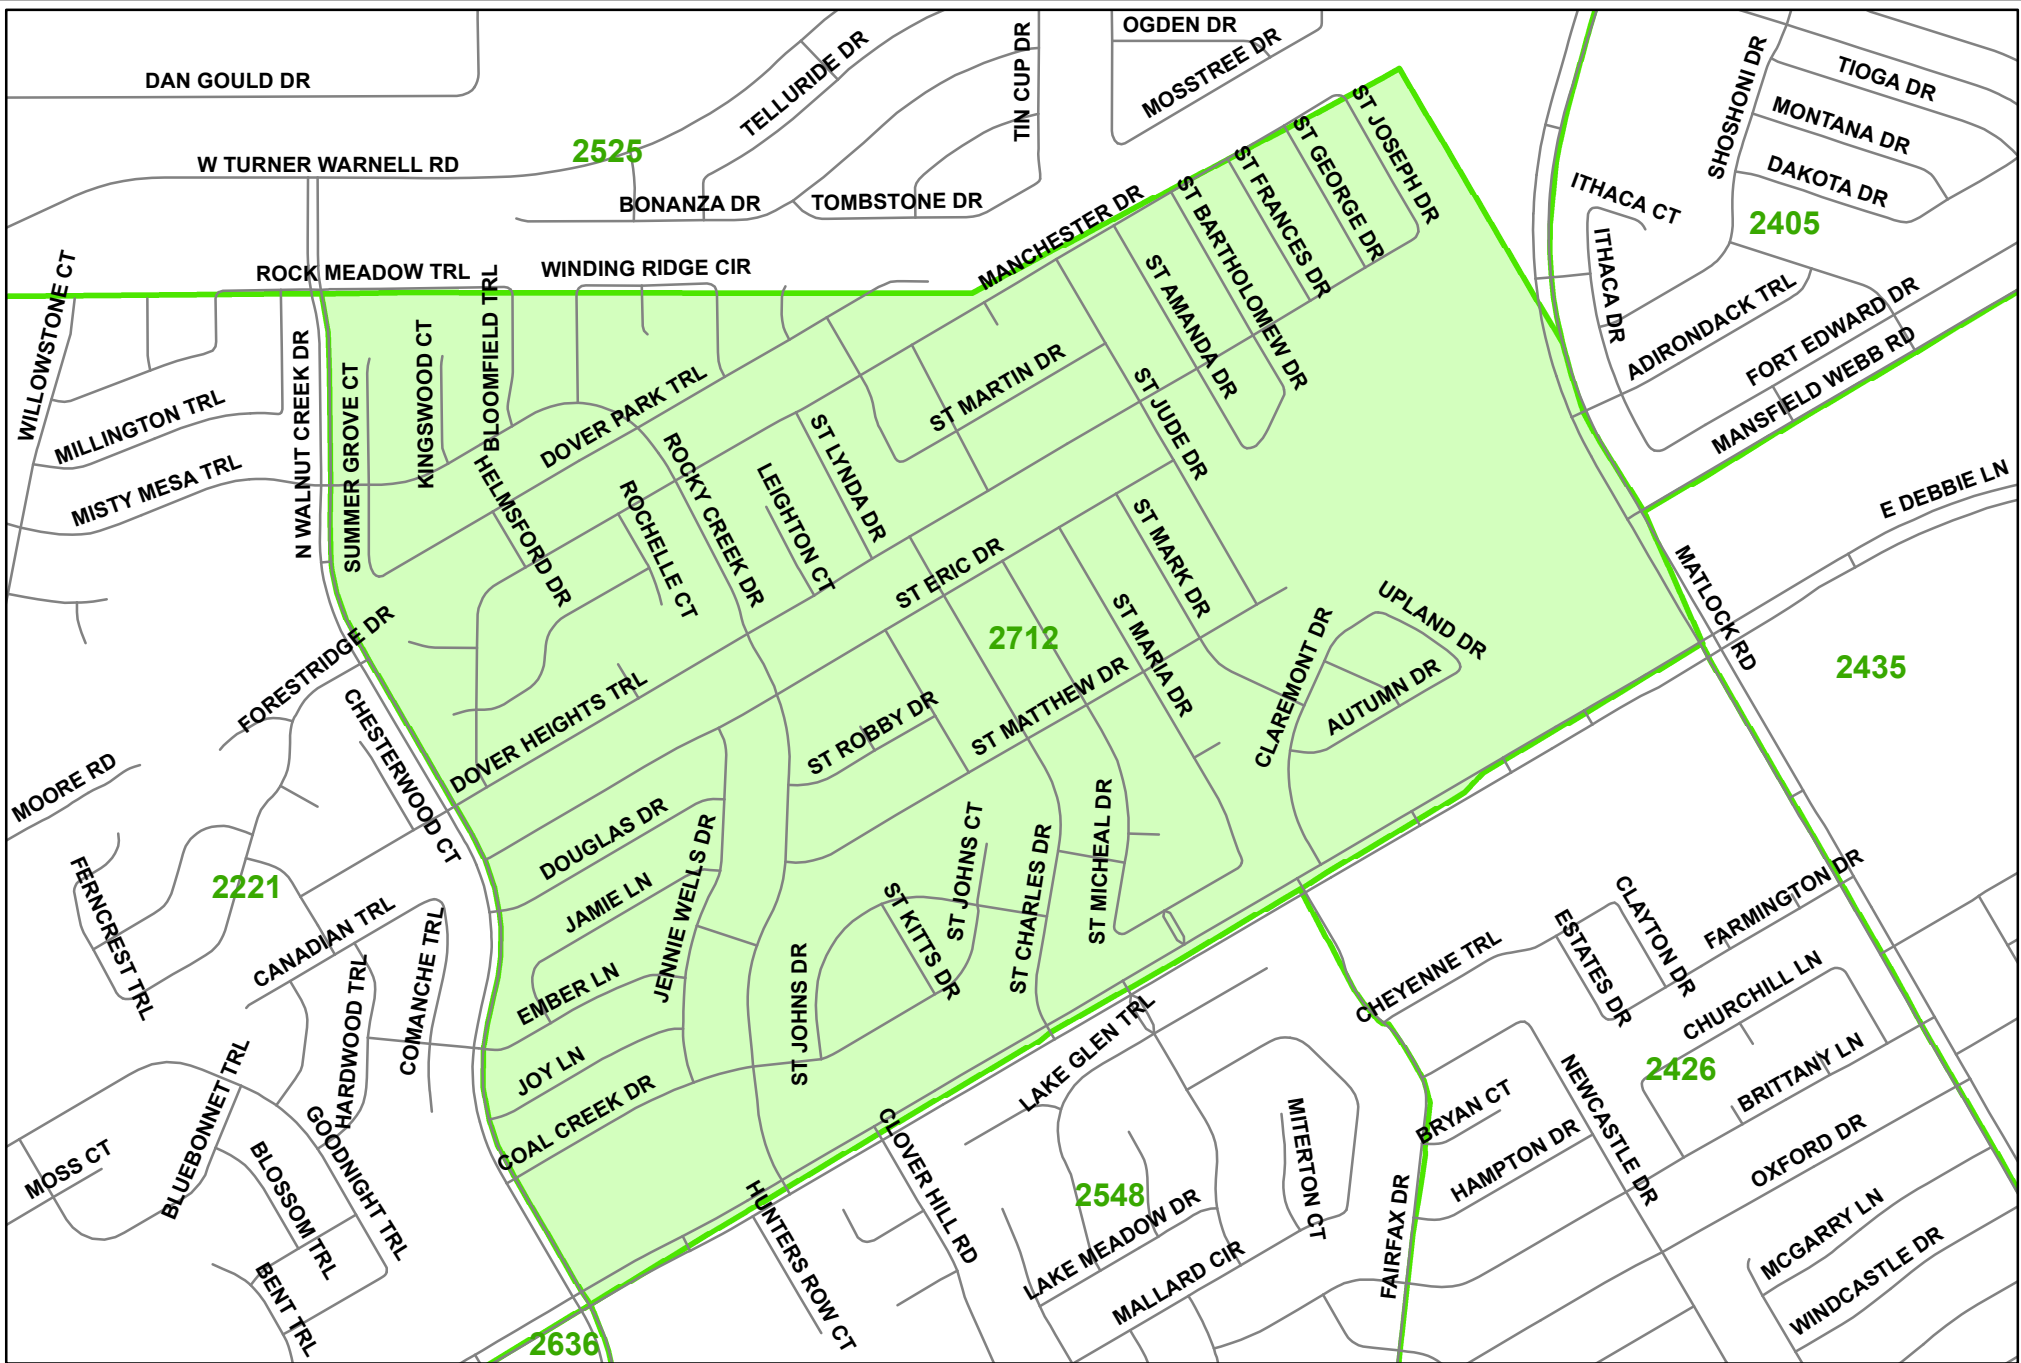 OGDEN DR
DAN GOULD DR
TELLURIDE DR
TIN CUP DR
MOSSTREE DR
SHOSHONI DR
TIOGA DR
MONTANA DR
DAKOTA DR
W TURNER WARNELL RD
2525
BONANZA DR
TOMBSTONE DR
MANCHESTER DR
ST JOSEPH DR
ST GEORGE DR
ST FRANCES DR
ST BARTHOLOMEW DR
ST AMANDA DR
ITHACA CT
ITHACA DR
2405
ADIRONDACK TRL
FORT EDWARD DR
MANSFIELD WEBB RD
WILLOWSTONE CT
ROCK MEADOW TRL
WINDING RIDGE CIR
N WALNUT CREEK DR
SUMMER GROVE CT
KINGSWOOD CT
BLOOMFIELD TRL
MILLINGTON TRL
MISTY MESA TRL
DOVER PARK TRL
ST MARTIN DR
ST JUDE DR
HELMSFORD DR
ROCHELLE CT
ROCKY CREEK DR
LEIGHTON CT
ST LYNDA DR
ST ERIC DR
ST MARK DR
E DEBBIE LN
MATLOCK RD
2712
ST MARIA DR
UPLAND DR
CLAREMONT DR
AUTUMN DR
2435
FORESTRIDGE DR
CHESTERWOOD CT
DOVER HEIGHTS TRL
ST ROBBY DR
ST MATTHEW DR
MOORE RD
DOUGLAS DR
JENNIE WELLS DR
JAMIE LN
ST JOHNS CT
ST CHARLES DR
ST MICHEAL DR
ST KITTS DR
ST JOHNS DR
FERNCREST TRL
2221
CANADIAN TRL
HARDWOOD TRL
COMANCHE TRL
EMBER LN
JOY LN
COAL CREEK DR
CHEYENNE TRL
ESTATES DR
CLAYTON DR
FARMINGTON DR
CHURCHILL LN
2426
BRITTANY LN
LAKE GLEN TRL
CLOVER HILL RD
HUNTERS ROW CT
2548
LAKE MEADOW DR
MALLARD CIR
MITERTON CT
FAIRFAX DR
BRYAN CT
HAMPTON DR
NEWCASTLE DR
OXFORD DR
MCGARRY LN
WINDCASTLE DR
MOSS CT
BLUEBONNET TRL
BLOSSOM TRL
GOODNIGHT TRL
BENT TRL
2636